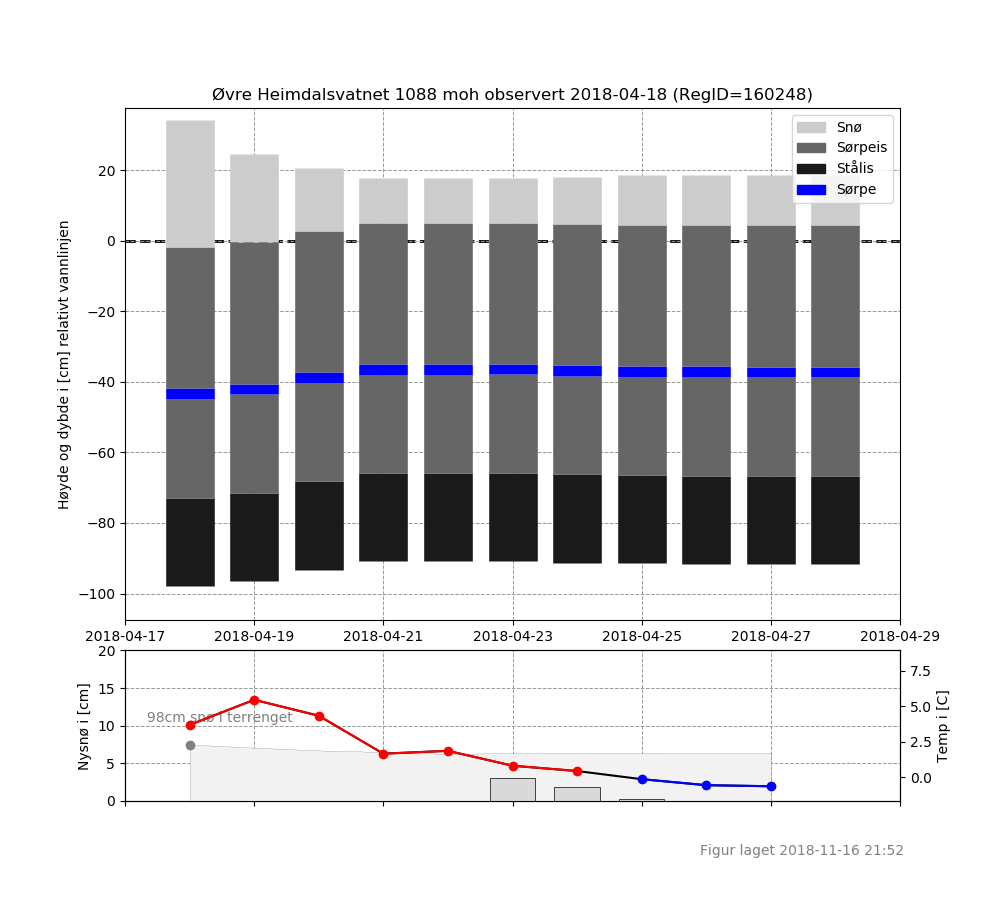 Øvre Heimdalsvatnet 1088 moh observert 2018-04-18 (RegID=160248)
Snø
Sørpeis
Stålis
Sørpe
Høyde og dybde i [cm] relativt vannlinjen
20
0
−20
−40
−60
−80
−100
2018-04-17 2018-04-19 2018-04-21 2018-04-23 2018-04-25 2018-04-27 2018-04-29
Nysnø i [cm]
20
15
10
5
0
98cm snø i terrenget
7.5
5.0
2.5
0.0
Temp i [C]
Figur laget 2018-11-16 21:52